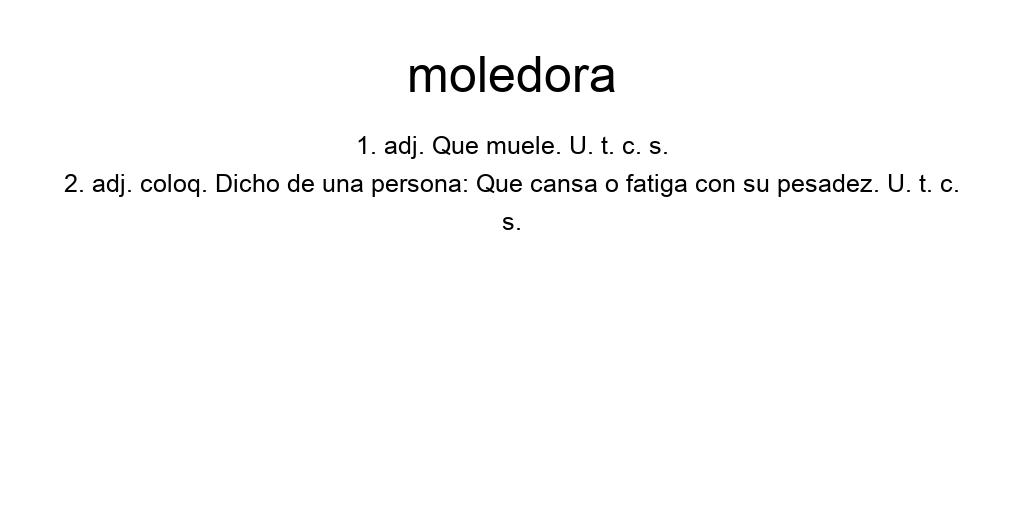 moledora
1. adj. Que muele. U. t. c. s.
2. adj. coloq. Dicho de una persona: Que cansa o fatiga con su pesadez. U. t. c.
s.